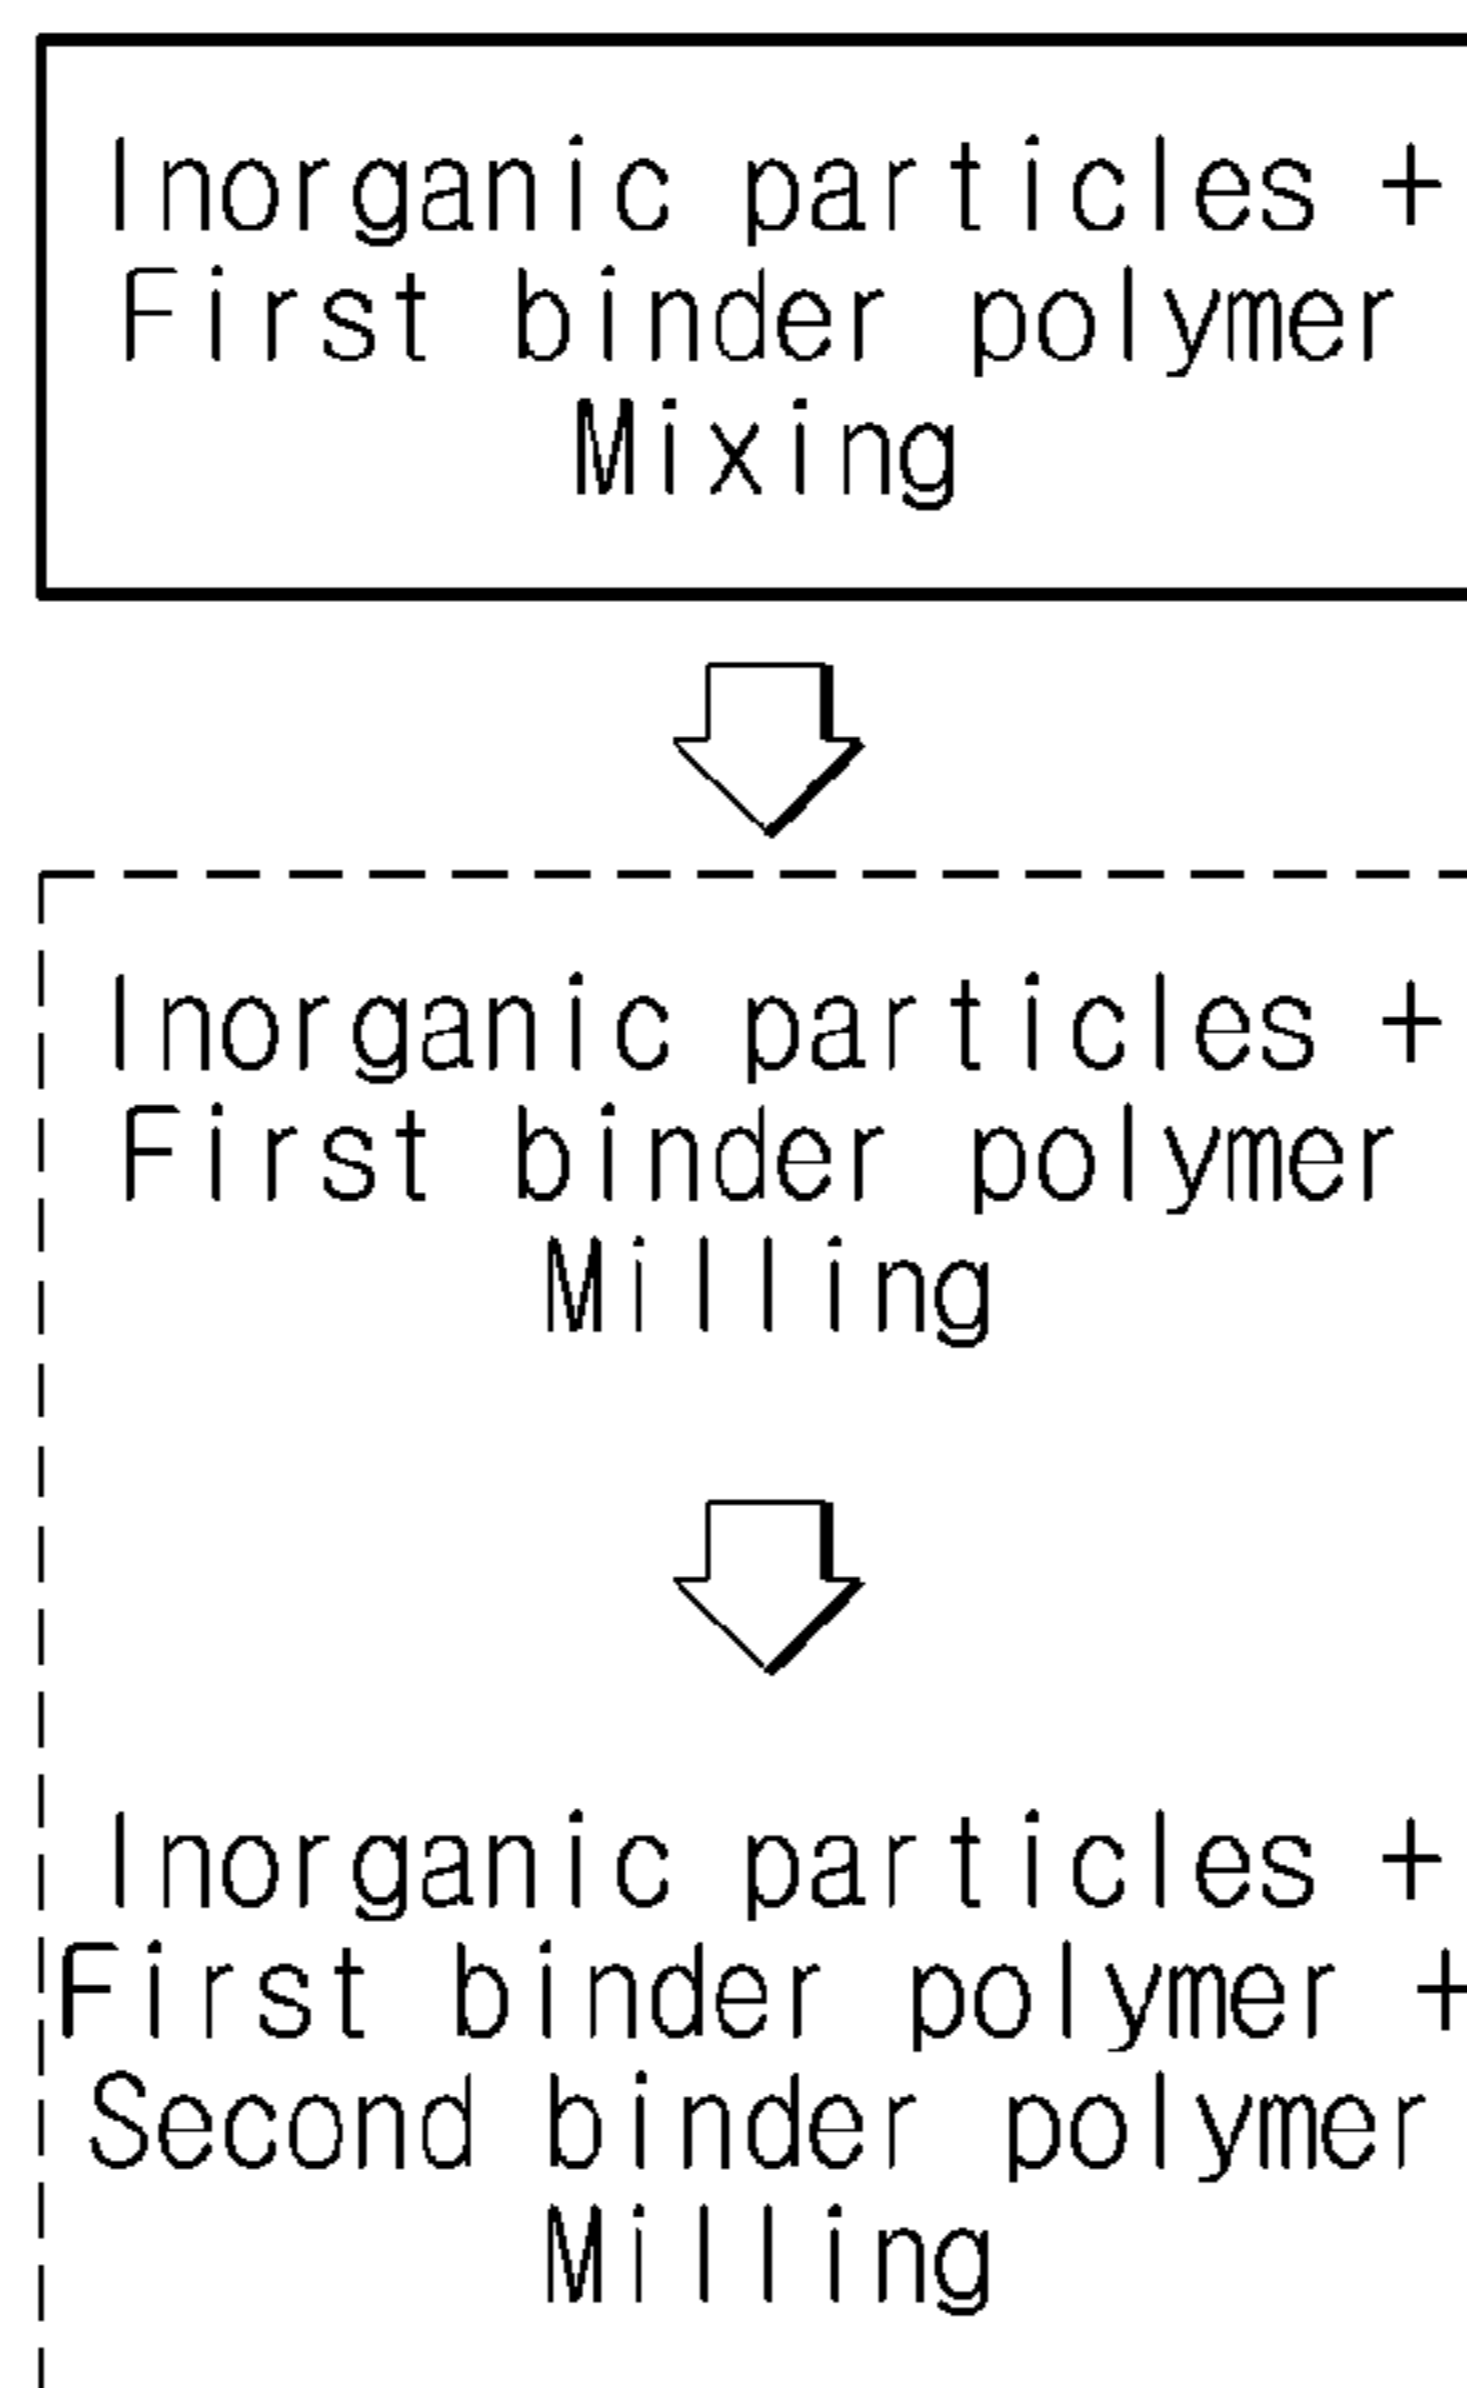 Inorganic particles +
First binder polymer
Mixing
Inorganic particles +
First binder polymer
Milling
Inorganic particles +
First binder polymer +
Second binder polymer
Milling